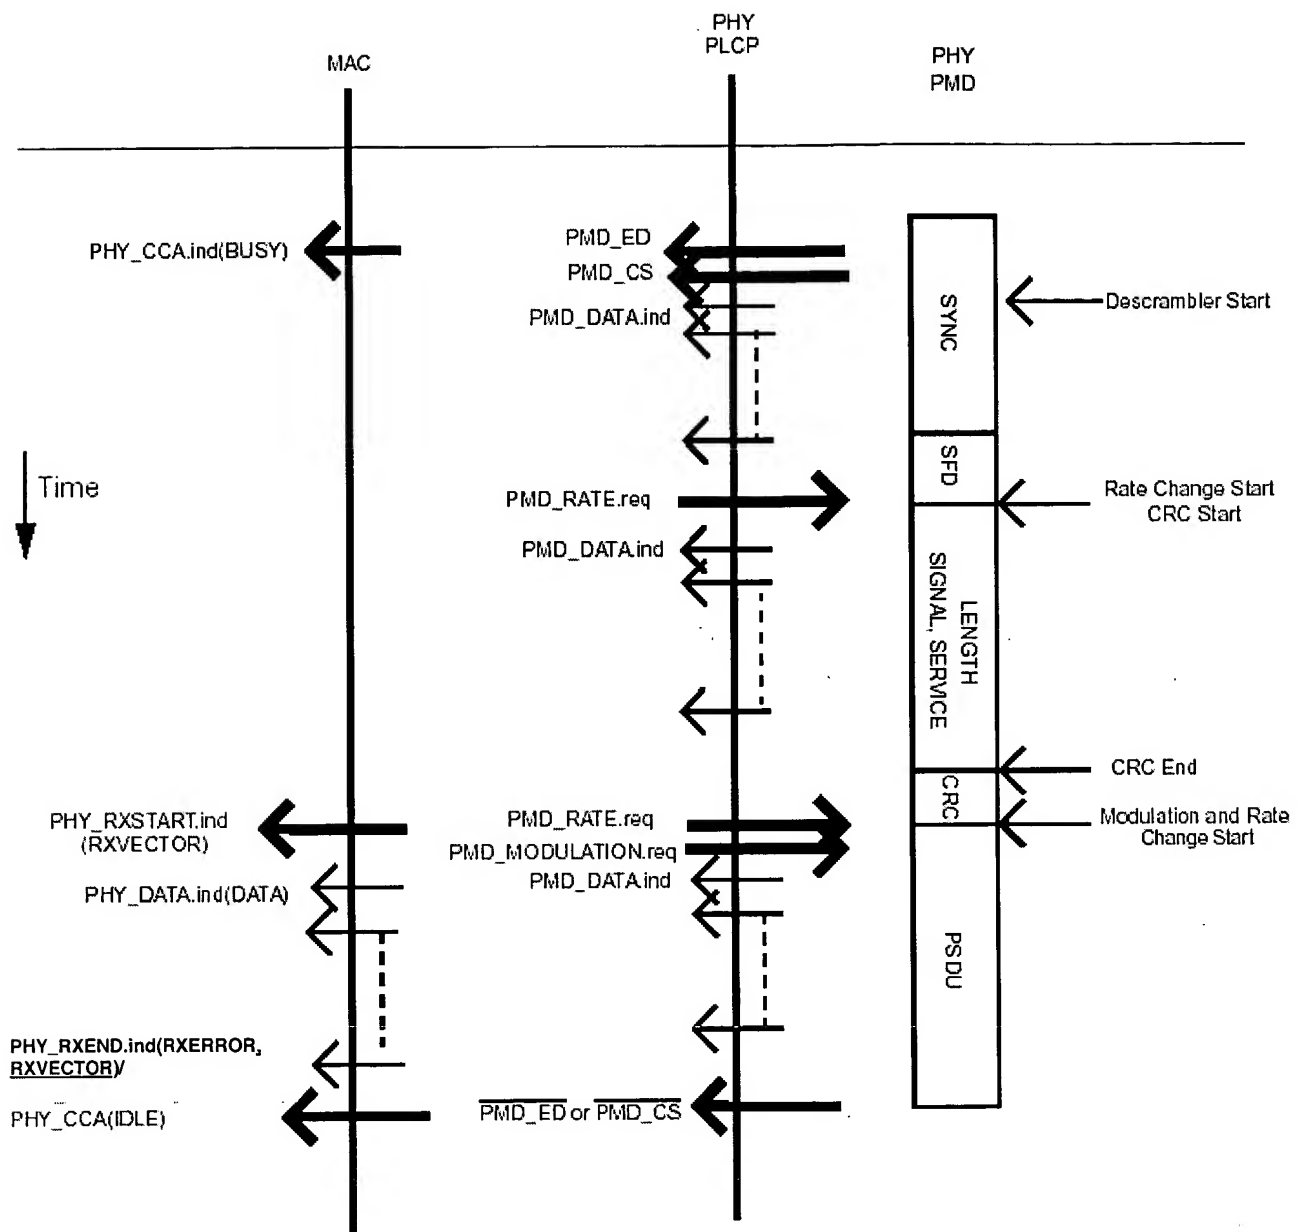 PHY
PLCP
MAC
PHY
PMD
PHY_CCA.ind(BUSY)
PMD_ED
PMD_CS
PMD_DATA.ind
SYNC
Descrambler Start
SFD
Time
PMD_RATE.req
Rate Change Start
CRC Start
PMD_DATA.ind
LENGTH
SIGNAL, SERVICE
CRC End
CRC
PHY_RXSTART.ind
(RXVECTOR)
PMD_RATE.req
PMD_MODULATION.req
Modulation and Rate
Change Start
PMD_DATA.ind
PHY_DATA.ind(DATA)
PSDU
PHY_RXEND.ind(RXERROR,
RXVECTOR)/
PHY_CCA(IDLE)
PMD_ED or PMD_CS